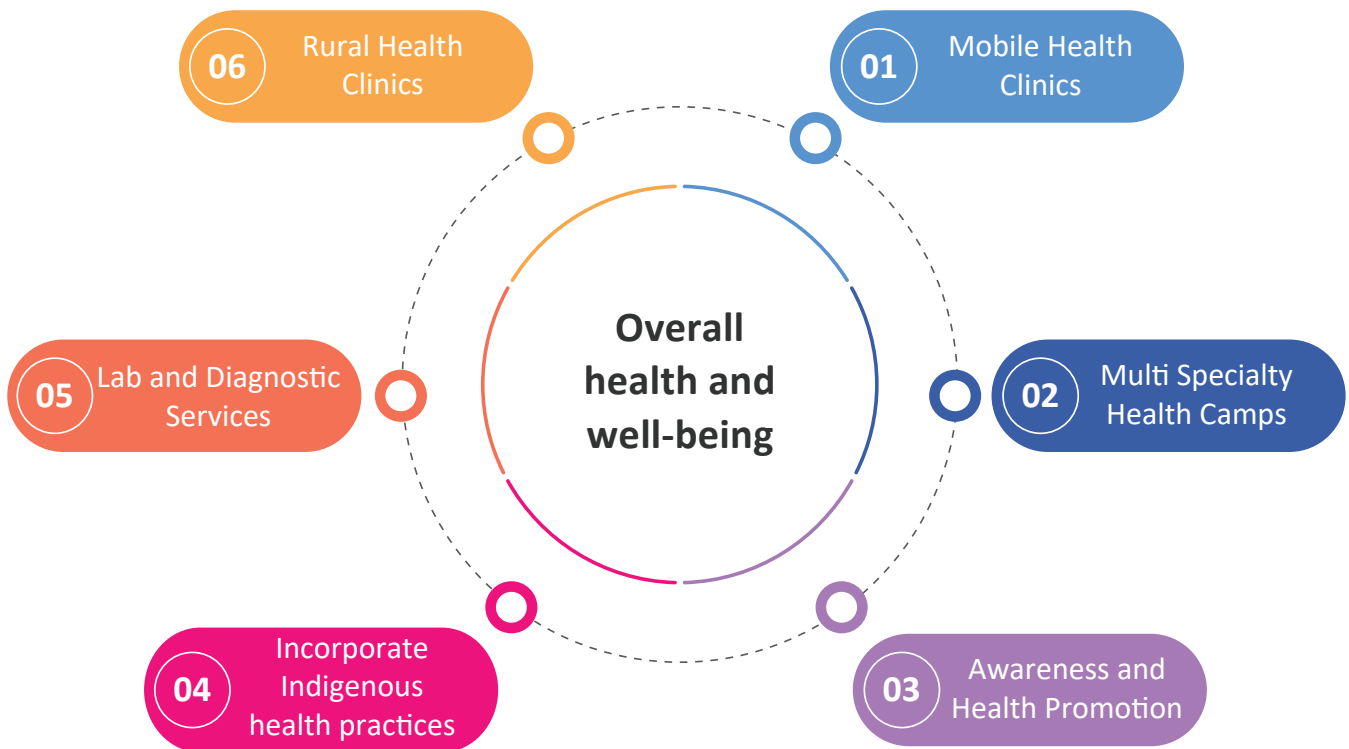 06
Rural Health
Clinics
01
Mobile Health
Clinics
Overall
health and
well-being
05
Lab and Diagnostic
Services
02
Multi Specialty
Health Camps
04
Incorporate
Indigenous
health practices
03
Awareness and
Health Promotion